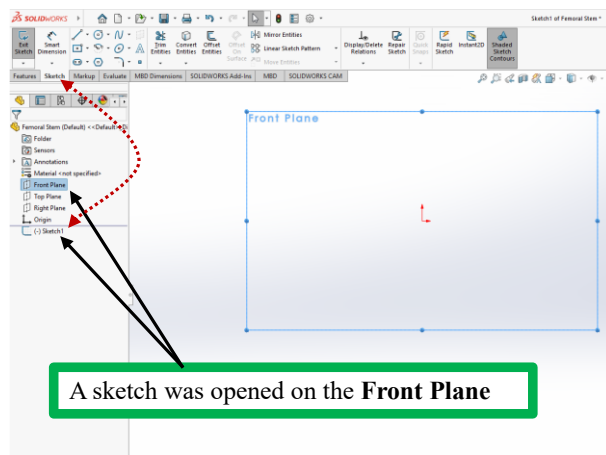 SOLIDWORKS
Sketch1 of Femoral Stem *
Exit Sketch
Smart Dimension
Trim Entities
Convert Entities
Offset Entities
Offset On Surface
Mirror Entities
Linear Sketch Pattern
Move Entities
Display/Delete Relations
Repair Sketch
Quick Snaps
Rapid Sketch
Instant2D
Shaded Sketch Contours
Features Sketch Markup Evaluate MBD Dimensions SOLIDWORKS Add-Ins MBD SOLIDWORKS CAM
Femoral Stem (Default) <<Default>
Folder
Sensors
Annotations
Material <not specified>
Front Plane
Top Plane
Right Plane
Origin
(-) Sketch1
Front Plane
A sketch was opened on the Front Plane